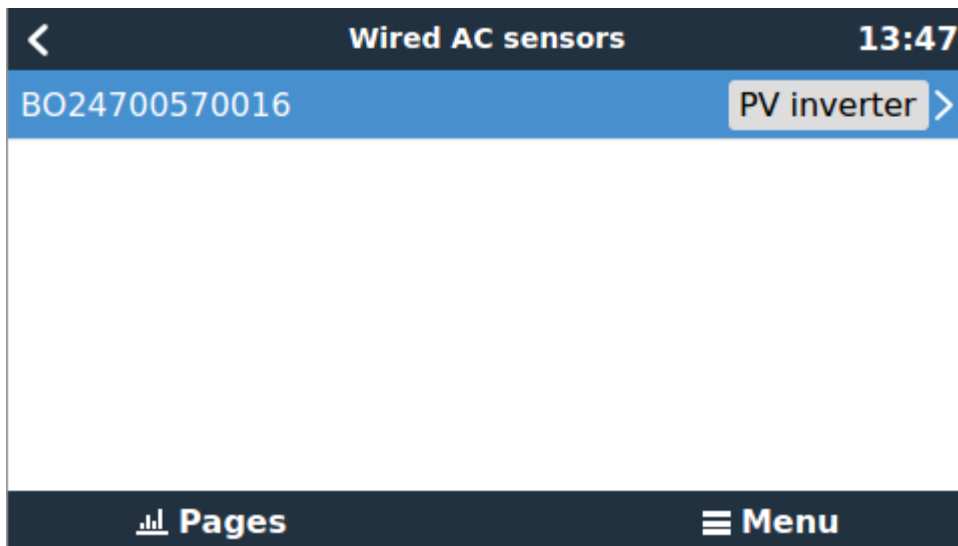 Wired AC sensors 13:47
BO24700570016 PV inverter
Pages Menu